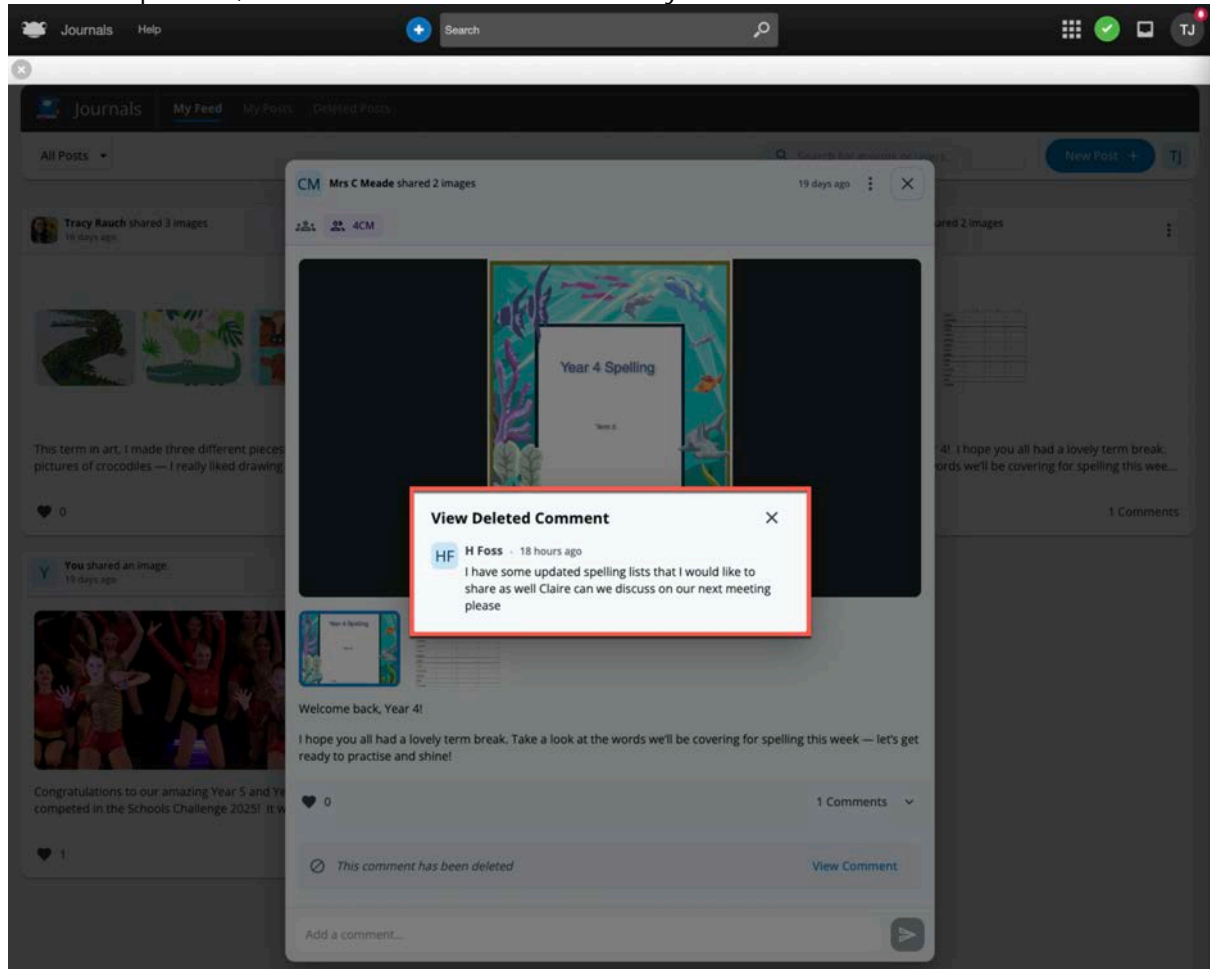 Journals Help Search TJ
Journals My Feed My Posts Deleted Posts
All Posts
New Post + TJ
Tracy Rauch shared 3 images
This term in art, I made three different pieces
pictures of crocodiles — I really liked drawing
0
You shared an image
19 days ago
Congratulations to our amazing Year 5 and Ye
competed in the Schools Challenge 2025! It w
1
CM Mrs C Meade shared 2 images 19 days ago
4CM
Year 4 Spelling
View Deleted Comment
HF H Foss · 18 hours ago
I have some updated spelling lists that I would like to
share as well Claire can we discuss on our next meeting
please
Year 4 Spelling
Welcome back, Year 4!
I hope you all had a lovely term break. Take a look at the words we'll be covering for spelling this week — let's get
ready to practise and shine!
0 1 Comments
This comment has been deleted View Comment
Add a comment...
ared 2 images
4! I hope you all had a lovely term break.
ords we'll be covering for spelling this wee...
1 Comments